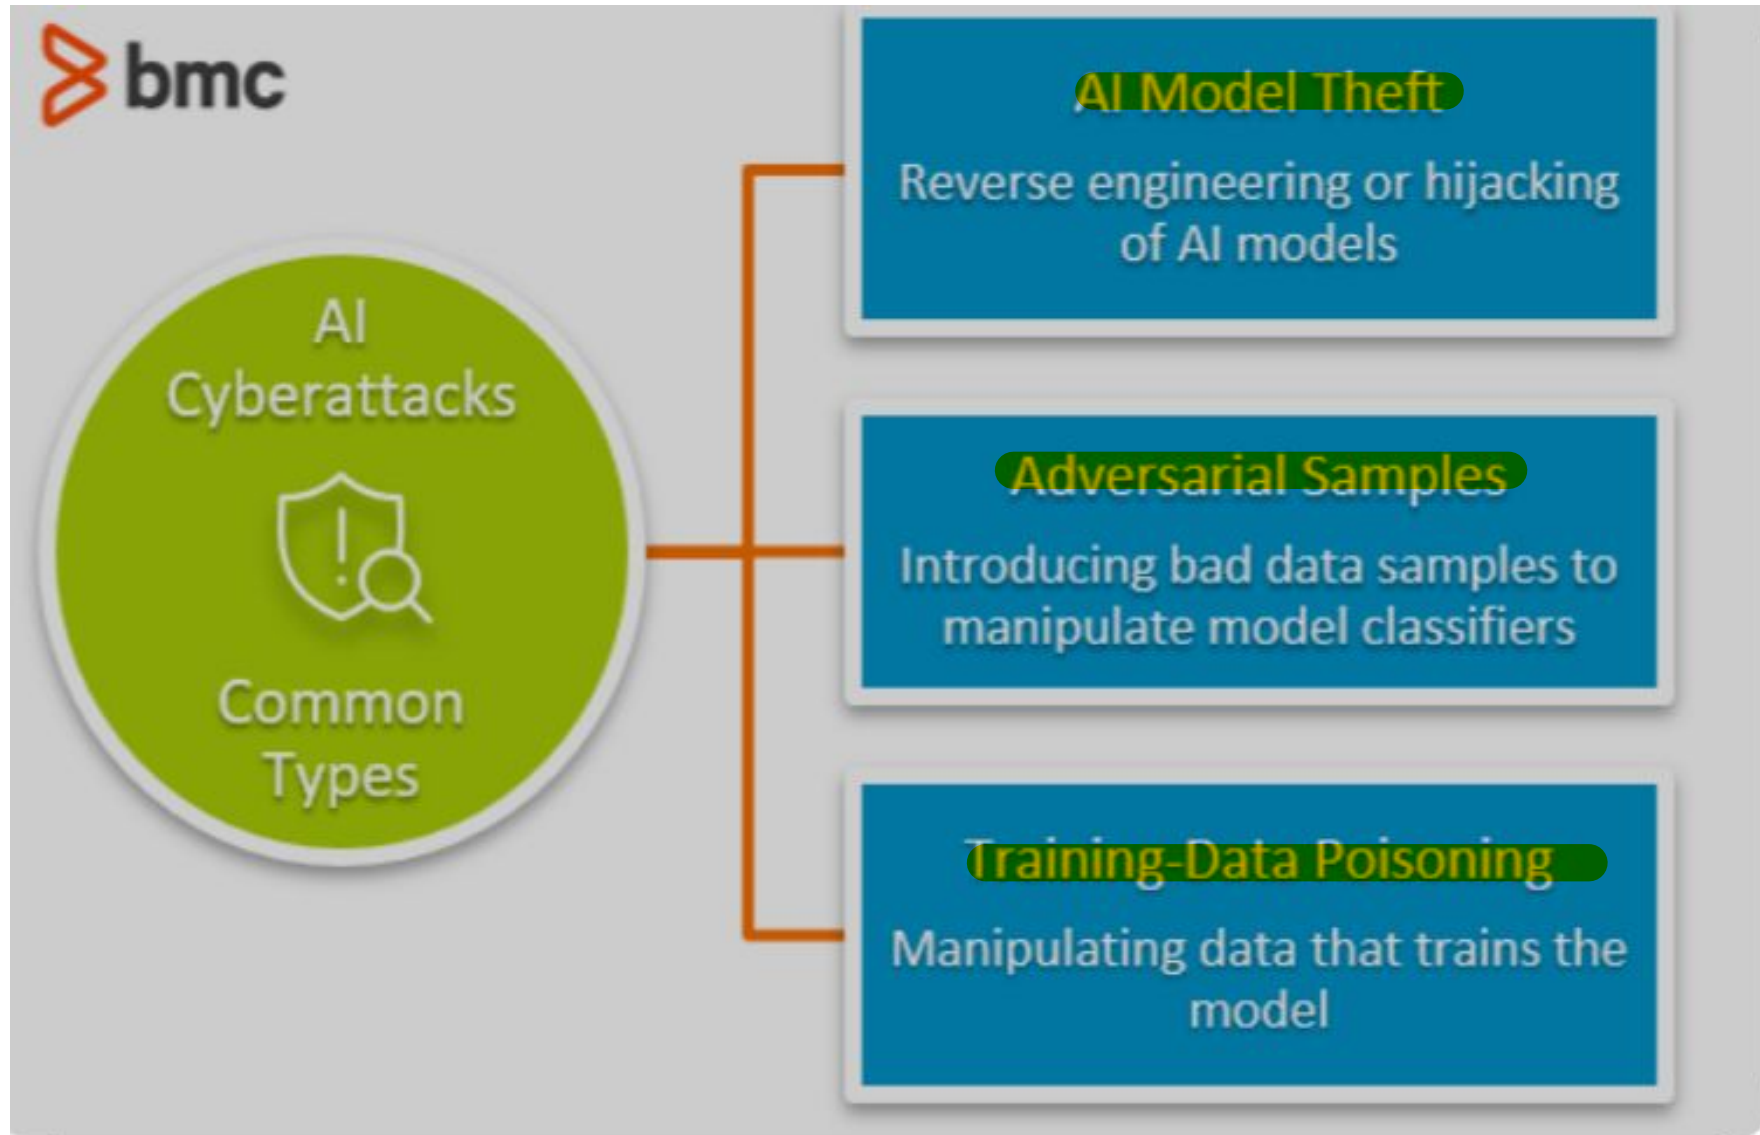 bmc
AI
Cyberattacks
Common
Types
AI Model Theft
Reverse engineering or hijacking
of AI models
Adversarial Samples
Introducing bad data samples to
manipulate model classifiers
Training-Data Poisoning
Manipulating data that trains the
model